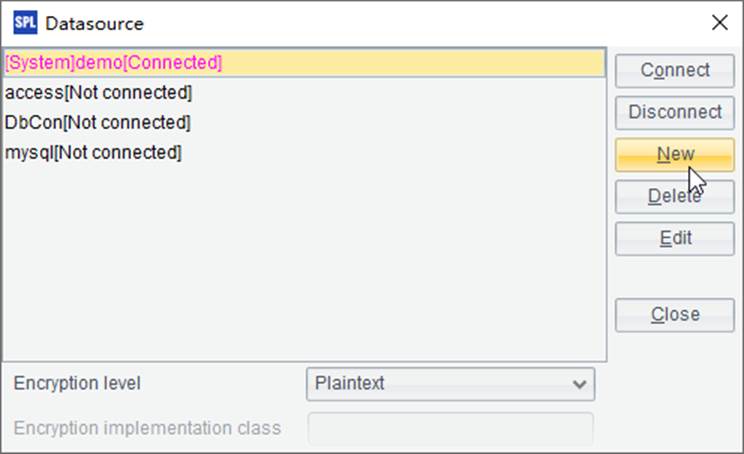 SPL Datasource
[System]demo[Connected]
access[Not connected]
DbCon[Not connected]
mysql[Not connected]
Connect
Disconnect
New
Delete
Edit
Close
Encryption level
Plaintext
Encryption implementation class